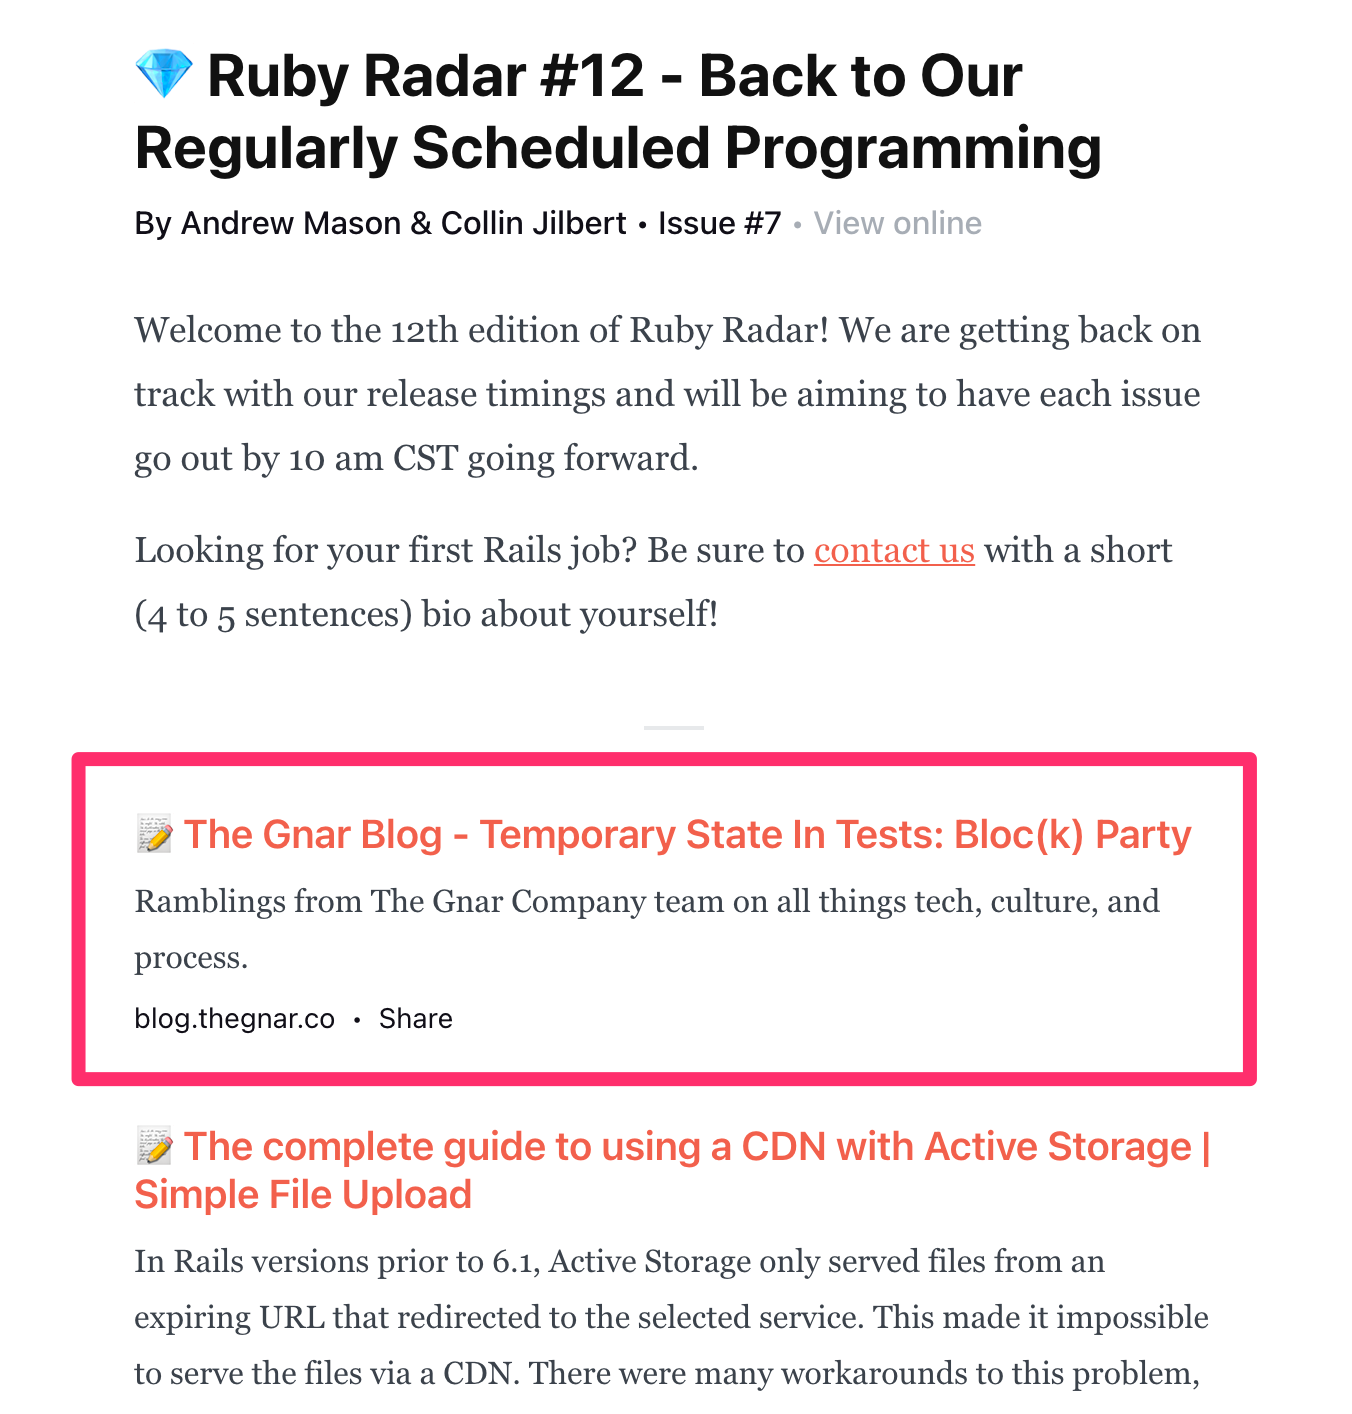 💎 Ruby Radar #12 - Back to Our
Regularly Scheduled Programming
By Andrew Mason & Collin Jilbert • Issue #7 • View online
Welcome to the 12th edition of Ruby Radar! We are getting back on
track with our release timings and will be aiming to have each issue
go out by 10 am CST going forward.
Looking for your first Rails job? Be sure to contact us with a short
(4 to 5 sentences) bio about yourself!
📝 The Gnar Blog - Temporary State In Tests: Bloc(k) Party
Ramblings from The Gnar Company team on all things tech, culture, and
process.
blog.thegnar.co • Share
📝 The complete guide to using a CDN with Active Storage |
Simple File Upload
In Rails versions prior to 6.1, Active Storage only served files from an
expiring URL that redirected to the selected service. This made it impossible
to serve the files via a CDN. There were many workarounds to this problem,